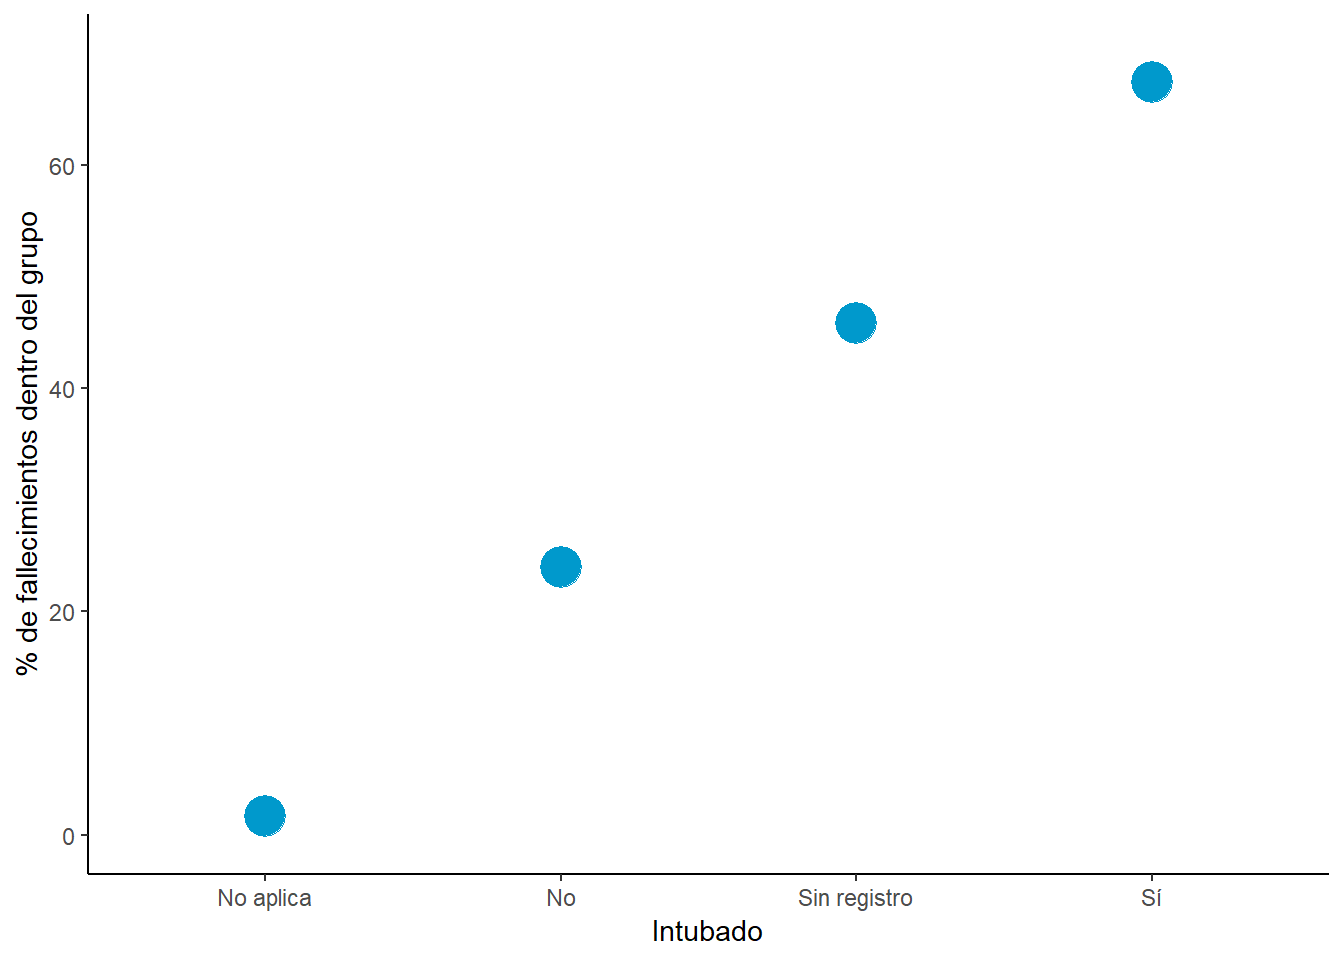 % de fallecimientos dentro del grupo
60
40
20
0
No aplica
No
Sin registro
Sí
Intubado